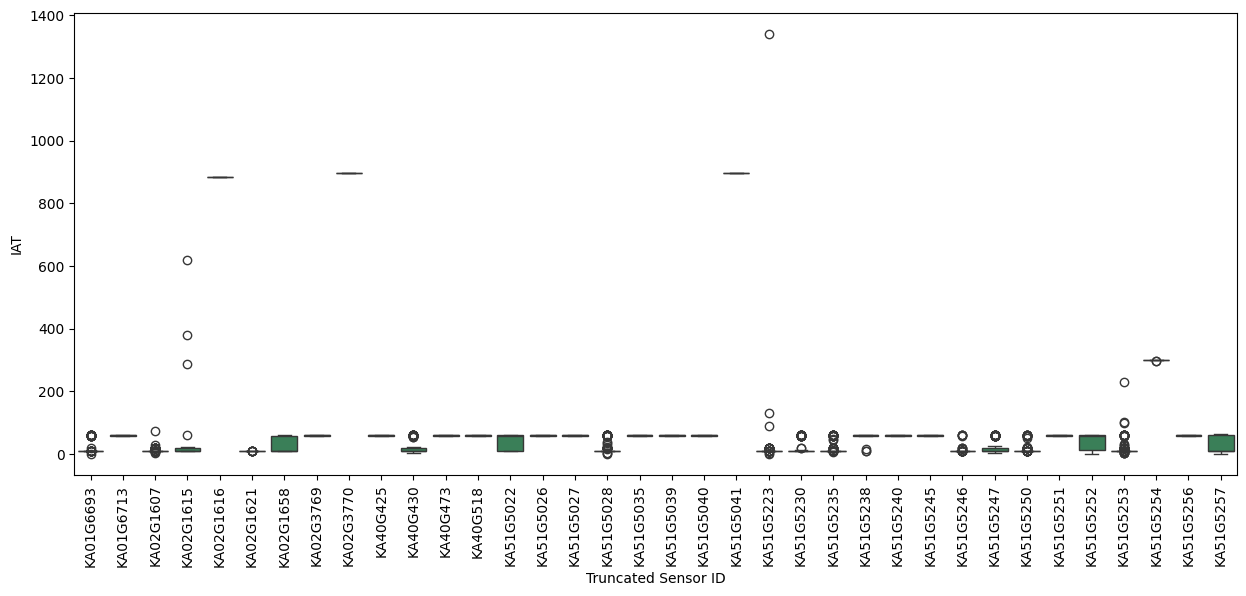 1400
1200
1000
800
600
400
200
0
IAT
KA01G6693
KA01G6713
KA02G1607
KA02G1615
KA02G1616
KA02G1621
KA02G1658
KA02G3769
KA02G3770
KA40G425
KA40G430
KA40G473
KA40G518
KA51G5022
KA51G5026
KA51G5027
KA51G5028
KA51G5035
KA51G5039
KA51G5040
KA51G5041
KA51G5223
KA51G5230
KA51G5235
KA51G5238
KA51G5240
KA51G5245
KA51G5246
KA51G5247
KA51G5250
KA51G5251
KA51G5252
KA51G5253
KA51G5254
KA51G5256
KA51G5257
Truncated Sensor ID